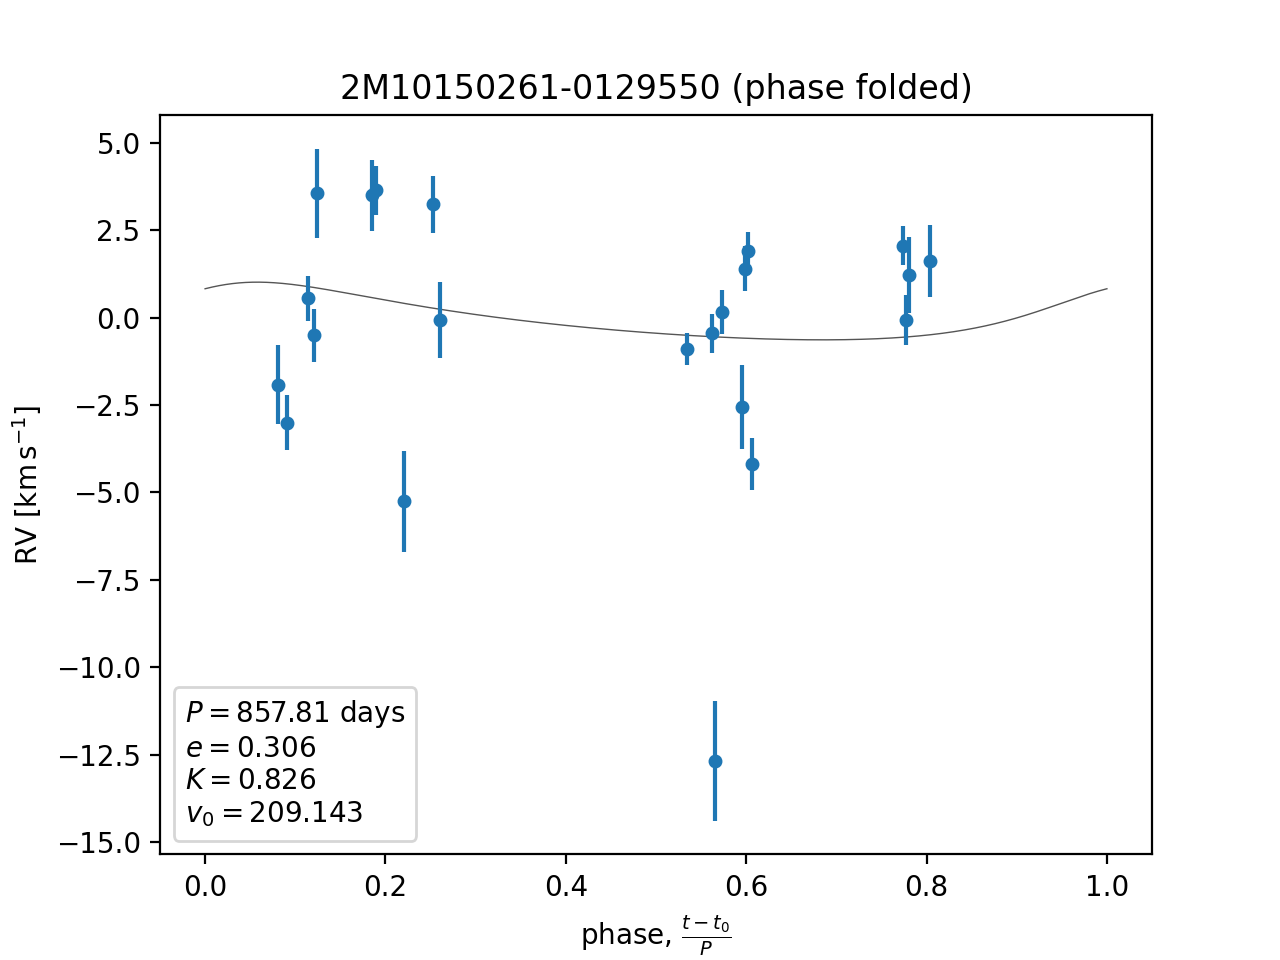 2M10150261-0129550 (phase folded)
5.0
2.5
0.0
−2.5
−5.0
−7.5
−10.0
−12.5
−15.0
RV [km s⁻¹]
P = 857.81 days
e = 0.306
K = 0.826
v₀ = 209.143
0.0 0.2 0.4 0.6 0.8 1.0
phase, (t − t₀)/P